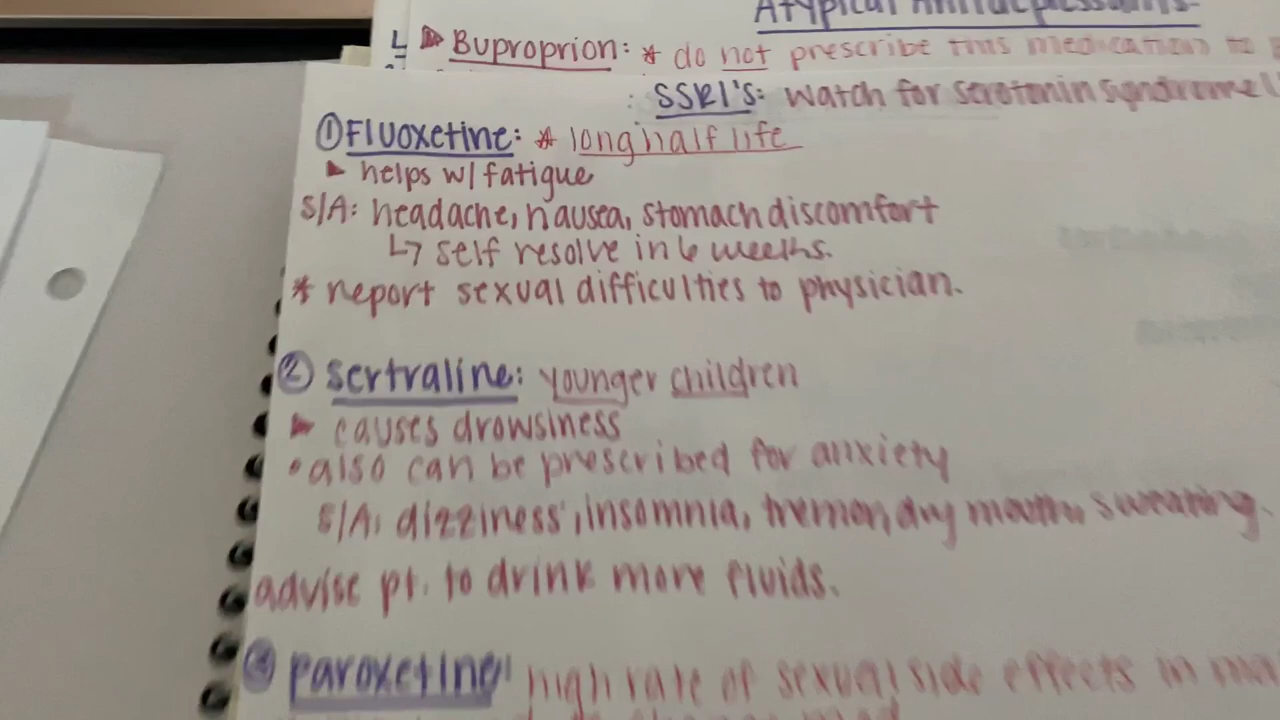 Atypical Antidepressants.
Buproprion: * do not prescribe this medication to
SSRI's: Watch for serotonin syndrome
① Fluoxetine: * long half life
▸ helps w/ fatigue
S/A: headache, nausea, stomach discomfort
↳ self resolve in 6 weeks.
* report sexual difficulties to physician.
② Sertraline: younger children
▸ causes drowsiness
• also can be prescribed for anxiety
S/A: dizziness, insomnia, tremor, dry mouth, sweating.
advise pt. to drink more fluids.
③ paroxetine: high rate of sexual side effects in